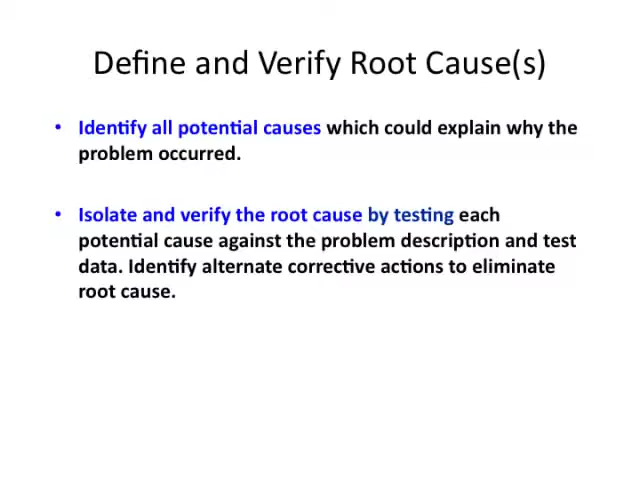 Define and Verify Root Cause(s)
• Identify all potential causes which could explain why the
problem occurred.
• Isolate and verify the root cause by testing each
potential cause against the problem description and test
data. Identify alternate corrective actions to eliminate
root cause.